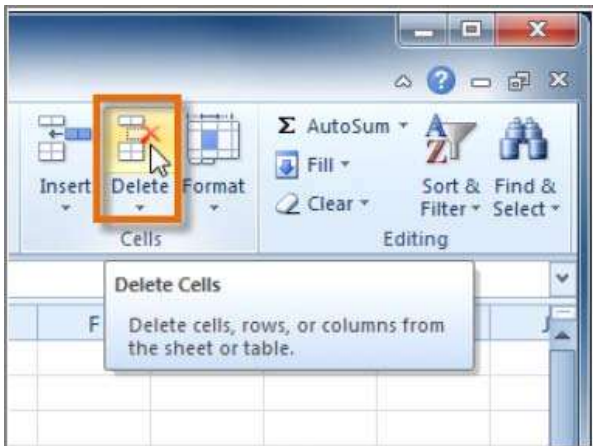 Σ AutoSum
Fill
Clear
Insert Delete Format
Sort & Filter
Find & Select
Cells
Editing
Delete Cells
Delete cells, rows, or columns from
the sheet or table.
F
J